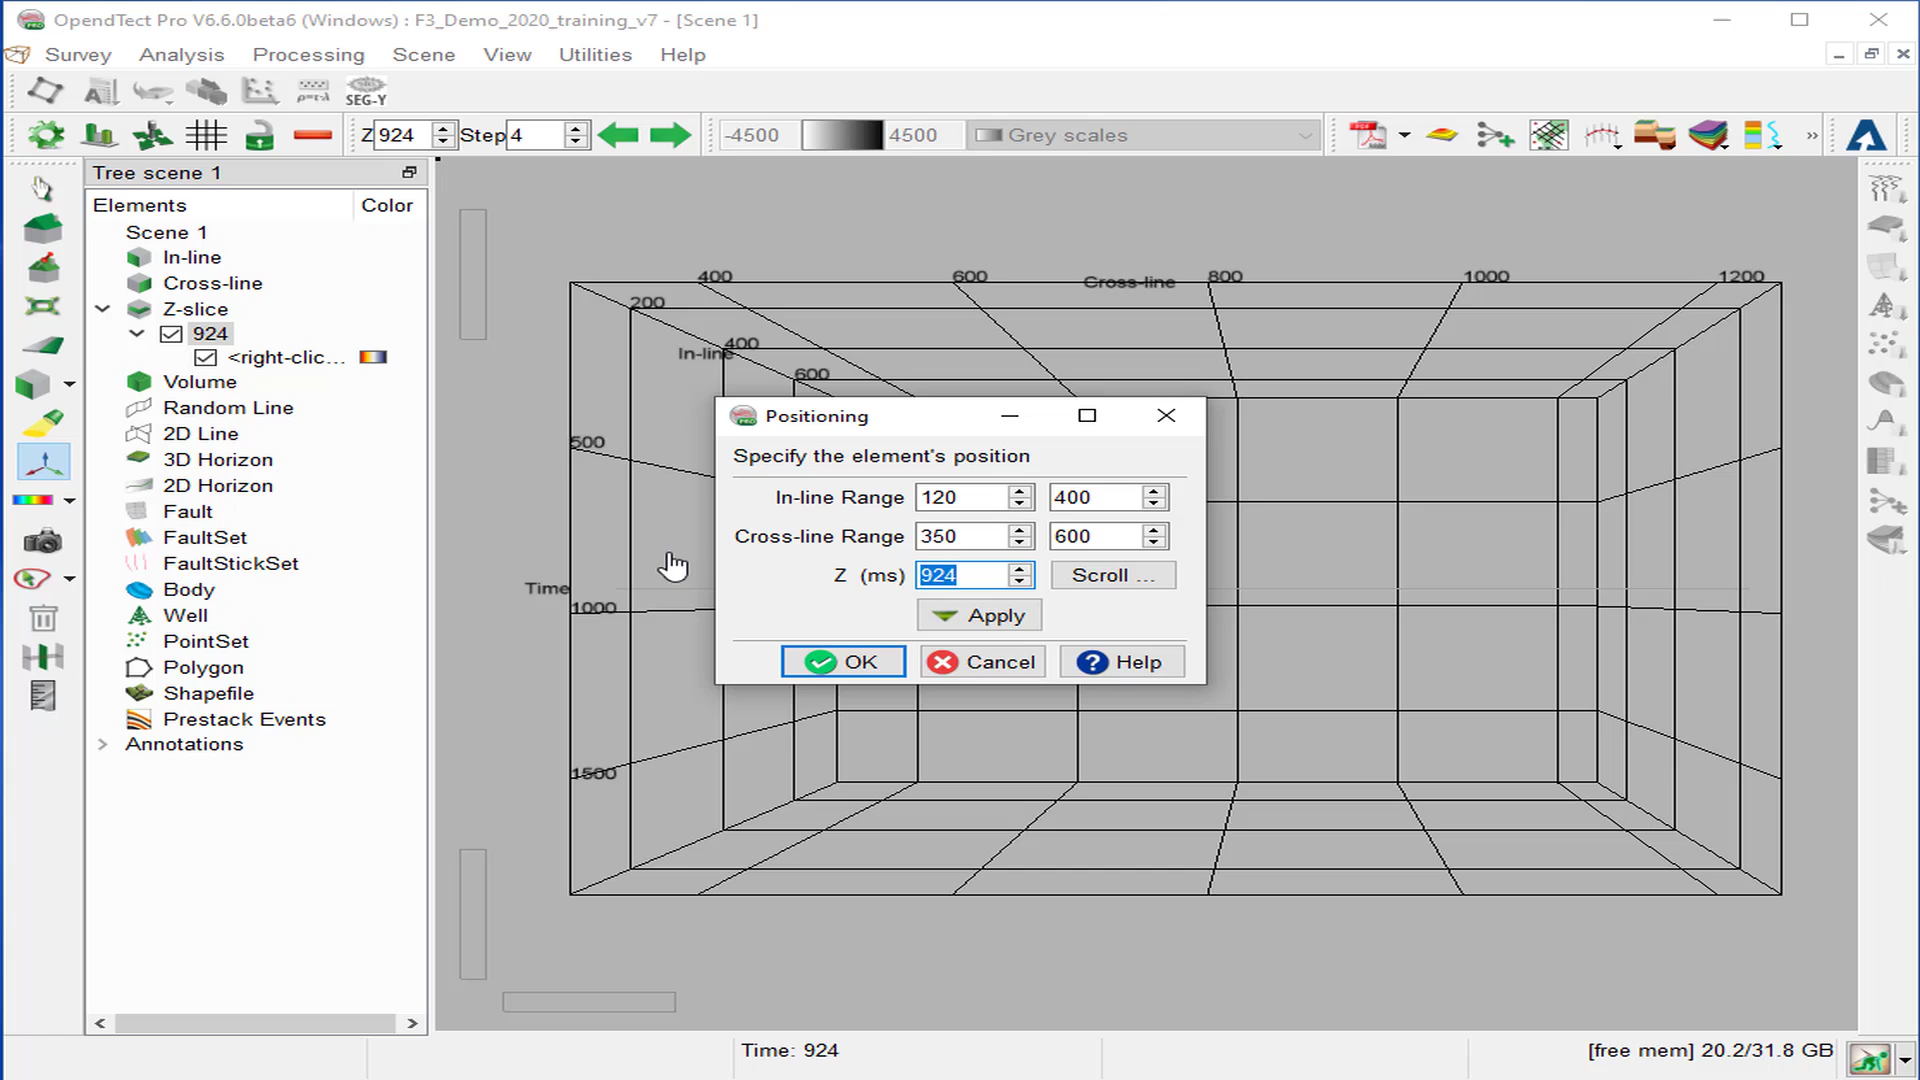 OpendTect Pro V6.6.0beta6 (Windows) : F3_Demo_2020_training_v7 - [Scene 1]
Survey Analysis Processing Scene View Utilities Help
SEG-Y
Z 924 Step 4 -4500 4500 Grey scales
Tree scene 1
Elements Color
Scene 1
In-line
Cross-line
Z-slice
924
<right-clic...
Volume
Random Line
2D Line
3D Horizon
2D Horizon
Fault
FaultSet
FaultStickSet
Body
Well
PointSet
Polygon
Shapefile
Prestack Events
Annotations
400 600 Cross-line 800 1000 1200
200
In-line 400
600
500
Time
1000
1500
Positioning
Specify the element's position
In-line Range 120 400
Cross-line Range 350 600
Z (ms) 924 Scroll ...
Apply
OK Cancel Help
Time: 924
[free mem] 20.2/31.8 GB